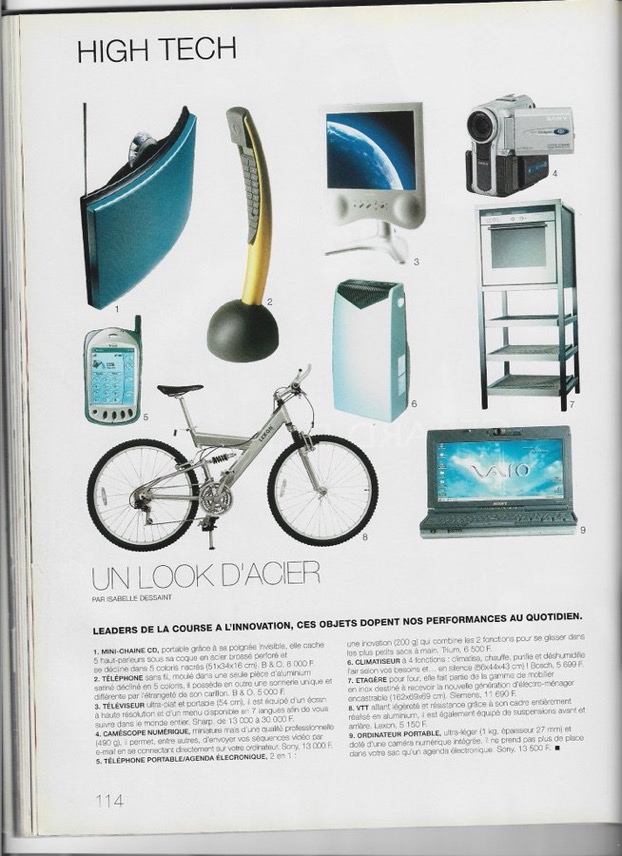 HIGH TECH
SONY
1
2
3
4
5
6
7
LEXON
8
VAIO
SONY
9
UN LOOK D'ACIER
PAR ISABELLE DESSAINT
LEADERS DE LA COURSE A L'INNOVATION, CES OBJETS DOPENT NOS PERFORMANCES AU QUOTIDIEN.
1. MINI-CHAINE CD, portable grâce à sa poignée invisible, elle cache
5 haut-parleurs sous sa coque en acier brossé perforé et
se décline dans 5 coloris nacrés (51x34x16 cm). B & O. 8 000 F.
2. TÉLÉPHONE sans fil, moulé dans une seule pièce d'aluminium
satiné décliné en 5 coloris, il possède en outre une sonnerie unique et
différente par l'étrangeté de son carillon. B & O, 5 000 F.
3. TÉLÉVISEUR ultra-plat et portable (54 cm), il est équipé d'un écran
à haute résolution et d'un menu disponible en 7 langues afin de vous
suivre dans le monde entier. Sharp, de 13 000 à 30 000 F.
4. CAMÉSCOPE NUMÉRIQUE, miniature mais d'une qualité professionnelle
(490 g), il permet, entre autres, d'envoyer vos séquences vidéo par
e-mail en se connectant directement sur votre ordinateur. Sony. 13 000 F.
5. TÉLÉPHONE PORTABLE/AGENDA ÉLECRONIQUE, 2 en 1 :
une inovation (200 g) qui combine les 2 fonctions pour se glisser dans
les plus petits sacs à main. Trium, 6 500 F.
6. CLIMATISEUR à 4 fonctions : climatise, chauffe, purifie et déshumidifie
l'air selon vos besoins et... en silence (86x44x43 cm) ! Bosch, 5 699 F.
7. ETAGÈRE pour four, elle fait partie de la gamme de mobilier
en inox destiné à recevoir la nouvelle génération d'électro-ménager
encastrable (162x69x69 cm). Siemens, 11 690 F.
8. VTT alliant légéreté et résistance grâce à son cadre entièrement
réalisé en aluminium, il est également équipé de suspensions avant et
arrière. Lexon, 5 150 F.
9. ORDINATEUR PORTABLE, ultra-léger (1 kg, épaisseur 27 mm) et
doté d'une caméra numérique intégrée. Il ne prend pas plus de place
dans votre sac qu'un agenda électronique. Sony. 13 500 F. ■
114